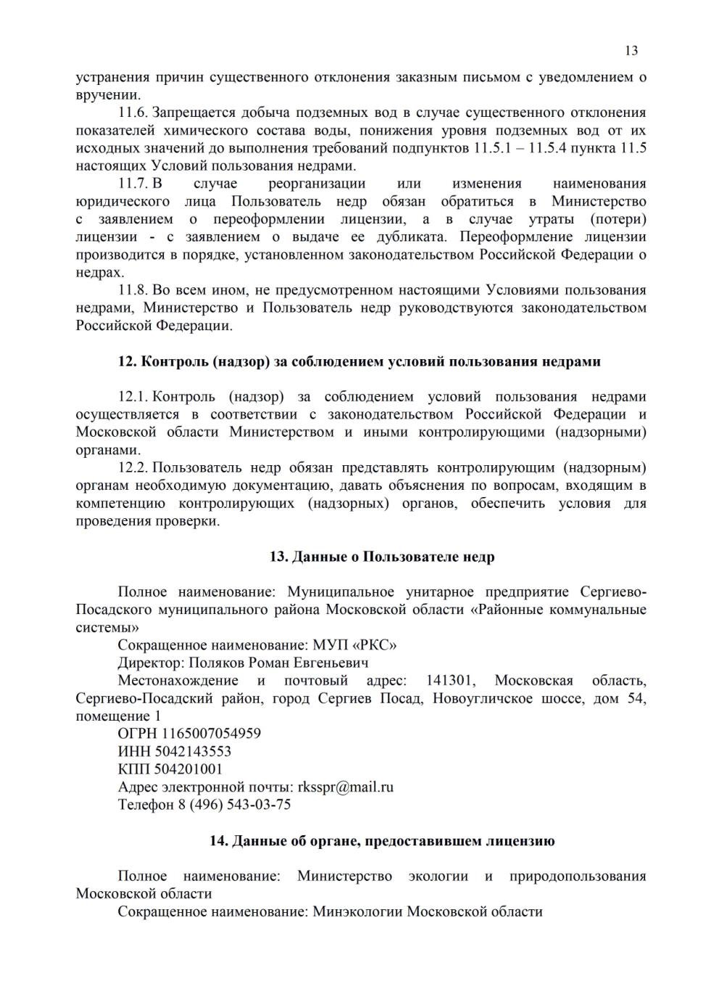 13
устранения причин существенного отклонения заказным письмом с уведомлением о
вручении.
11.6. Запрещается добыча подземных вод в случае существенного отклонения
показателей химического состава воды, понижения уровня подземных вод от их
исходных значений до выполнения требований подпунктов 11.5.1 – 11.5.4 пункта 11.5
настоящих Условий пользования недрами.
11.7. В случае реорганизации или изменения наименования
юридического лица Пользователь недр обязан обратиться в Министерство
с заявлением о переоформлении лицензии, а в случае утраты (потери)
лицензии - с заявлением о выдаче ее дубликата. Переоформление лицензии
производится в порядке, установленном законодательством Российской Федерации о
недрах.
11.8. Во всем ином, не предусмотренном настоящими Условиями пользования
недрами, Министерство и Пользователь недр руководствуются законодательством
Российской Федерации.
12. Контроль (надзор) за соблюдением условий пользования недрами
12.1. Контроль (надзор) за соблюдением условий пользования недрами
осуществляется в соответствии с законодательством Российской Федерации и
Московской области Министерством и иными контролирующими (надзорными)
органами.
12.2. Пользователь недр обязан представлять контролирующим (надзорным)
органам необходимую документацию, давать объяснения по вопросам, входящим в
компетенцию контролирующих (надзорных) органов, обеспечить условия для
проведения проверки.
13. Данные о Пользователе недр
Полное наименование: Муниципальное унитарное предприятие Сергиево-
Посадского муниципального района Московской области «Районные коммунальные
системы»
Сокращенное наименование: МУП «РКС»
Директор: Поляков Роман Евгеньевич
Местонахождение и почтовый адрес: 141301, Московская область,
Сергиево-Посадский район, город Сергиев Посад, Новоугличское шоссе, дом 54,
помещение 1
ОГРН 1165007054959
ИНН 5042143553
КПП 504201001
Адрес электронной почты: rksspr@mail.ru
Телефон 8 (496) 543-03-75
14. Данные об органе, предоставившем лицензию
Полное наименование: Министерство экологии и природопользования
Московской области
Сокращенное наименование: Минэкологии Московской области